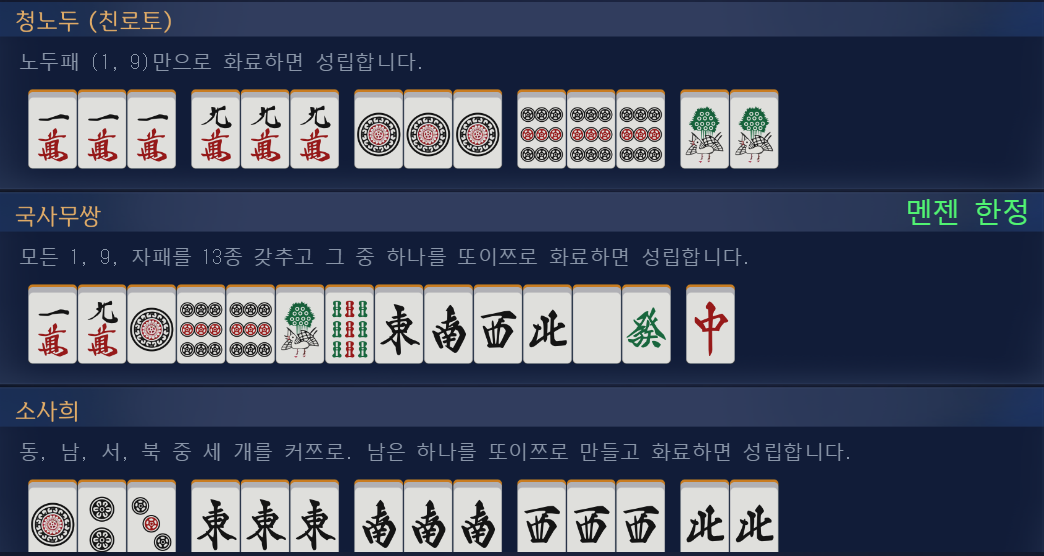 청노두 (친로토)
노두패 (1, 9)만으로 화료하면 성립합니다.
一萬 一萬 一萬 九萬 九萬 九萬
국사무쌍
멘젠 한정
모든 1, 9, 자패를 13종 갖추고 그 중 하나를 또이쯔로 화료하면 성립합니다.
一萬 九萬 東 南 西 北 發 中
소사희
동, 남, 서, 북 중 세 개를 커쯔로. 남은 하나를 또이쯔로 만들고 화료하면 성립합니다.
東 東 東 南 南 南 西 西 西 北 北